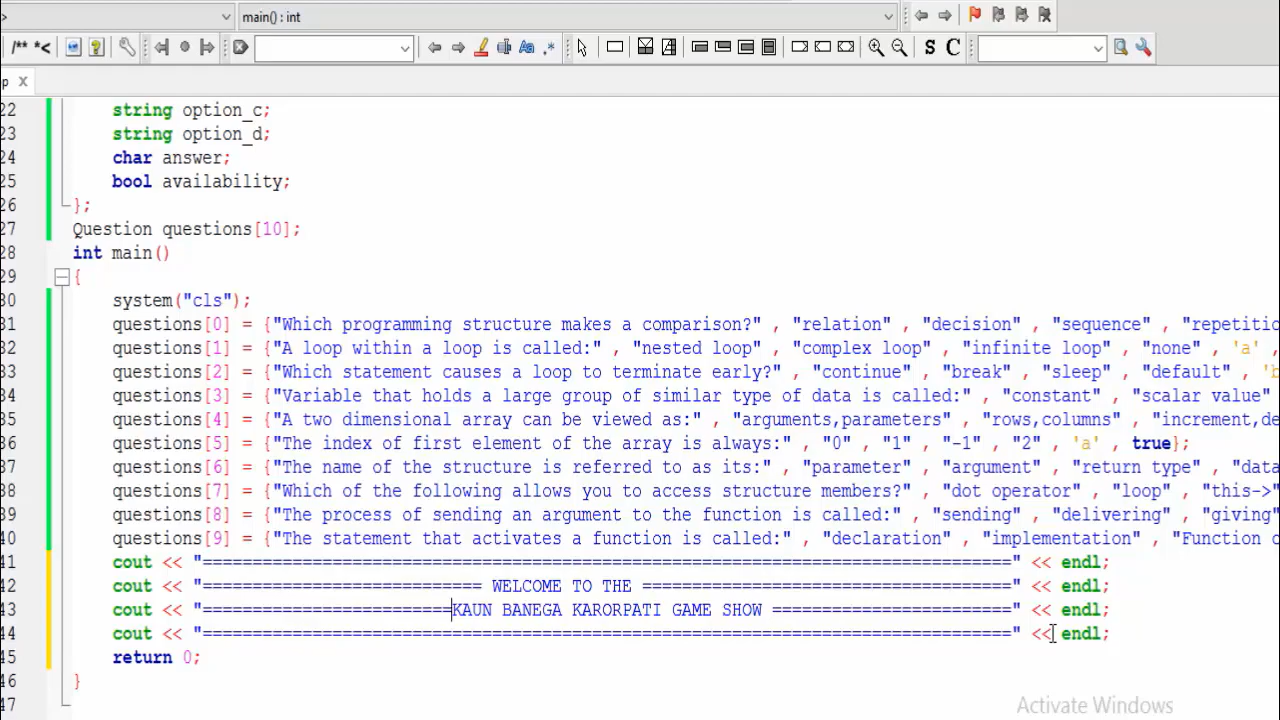 main() : int
/** *<
Aa .*
S C
p X
22 string option_c;
23 string option_d;
24 char answer;
25 bool availability;
26 };
27 Question questions[10];
28 int main()
29 {
30 system("cls");
31 questions[0] = {"Which programming structure makes a comparison?" , "relation" , "decision" , "sequence" , "repetitio
32 questions[1] = {"A loop within a loop is called:" , "nested loop" , "complex loop" , "infinite loop" , "none" , 'a' ,
33 questions[2] = {"Which statement causes a loop to terminate early?" , "continue" , "break" , "sleep" , "default" , 'b
34 questions[3] = {"Variable that holds a large group of similar type of data is called:" , "constant" , "scalar value"
35 questions[4] = {"A two dimensional array can be viewed as:" , "arguments,parameters" , "rows,columns" , "increment,de
36 questions[5] = {"The index of first element of the array is always:" , "0" , "1" , "-1" , "2" , 'a' , true};
37 questions[6] = {"The name of the structure is referred to as its:" , "parameter" , "argument" , "return type" , "data
38 questions[7] = {"Which of the following allows you to access structure members?" , "dot operator" , "loop" , "this->"
39 questions[8] = {"The process of sending an argument to the function is called:" , "sending" , "delivering" , "giving"
40 questions[9] = {"The statement that activates a function is called:" , "declaration" , "implementation" , "Function c
41 cout << "=================================================================================" << endl;
42 cout << "============================ WELCOME TO THE =====================================" << endl;
43 cout << "=========================KAUN BANEGA KARORPATI GAME SHOW ========================" << endl;
44 cout << "=================================================================================" << endl;
45 return 0;
46 }
47
Activate Windows